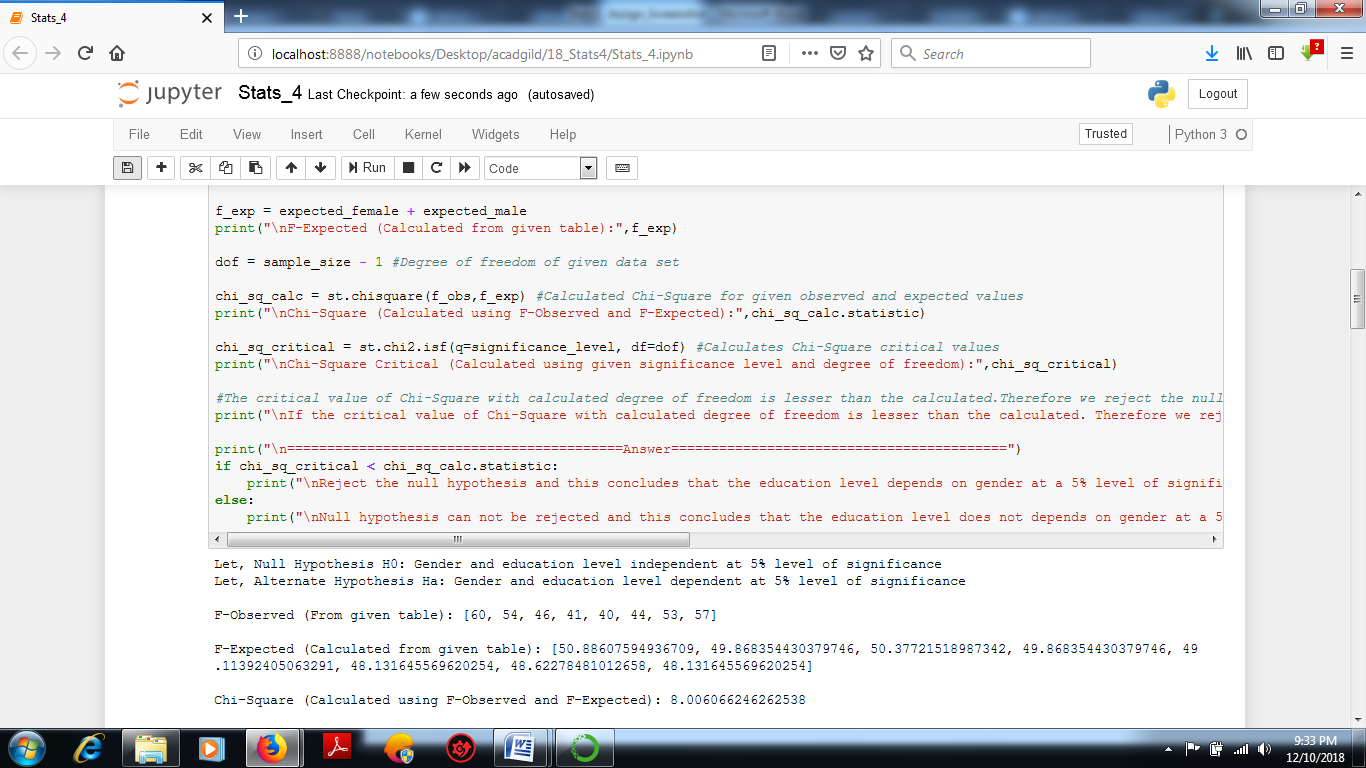 Stats_4
localhost:8888/notebooks/Desktop/acadgild/18_Stats4/Stats_4.ipynb
Search
?
jupyter Stats_4 Last Checkpoint: a few seconds ago (autosaved)
Logout
File Edit View Insert Cell Kernel Widgets Help
Trusted Python 3
Run Code
f_exp = expected_female + expected_male
print("\nF-Expected (Calculated from given table):",f_exp)
dof = sample_size - 1 #Degree of freedom of given data set
chi_sq_calc = st.chisquare(f_obs,f_exp) #Calculated Chi-Square for given observed and expected values
print("\nChi-Square (Calculated using F-Observed and F-Expected):",chi_sq_calc.statistic)
chi_sq_critical = st.chi2.isf(q=significance_level, df=dof) #Calculates Chi-Square critical values
print("\nChi-Square Critical (Calculated using given significance level and degree of freedom):",chi_sq_critical)
#The critical value of Chi-Square with calculated degree of freedom is lesser than the calculated.Therefore we reject the null
print("\nIf the critical value of Chi-Square with calculated degree of freedom is lesser than the calculated. Therefore we rej
print("\n==========================================Answer==========================================")
if chi_sq_critical < chi_sq_calc.statistic:
print("\nReject the null hypothesis and this concludes that the education level depends on gender at a 5% level of signifi
else:
print("\nNull hypothesis can not be rejected and this concludes that the education level does not depends on gender at a 5
Let, Null Hypothesis H0: Gender and education level independent at 5% level of significance
Let, Alternate Hypothesis Ha: Gender and education level dependent at 5% level of significance
F-Observed (From given table): [60, 54, 46, 41, 40, 44, 53, 57]
F-Expected (Calculated from given table): [50.88607594936709, 49.868354430379746, 50.37721518987342, 49.868354430379746, 49
.11392405063291, 48.131645569620254, 48.62278481012658, 48.131645569620254]
Chi-Square (Calculated using F-Observed and F-Expected): 8.006066246262538
9:33 PM
12/10/2018